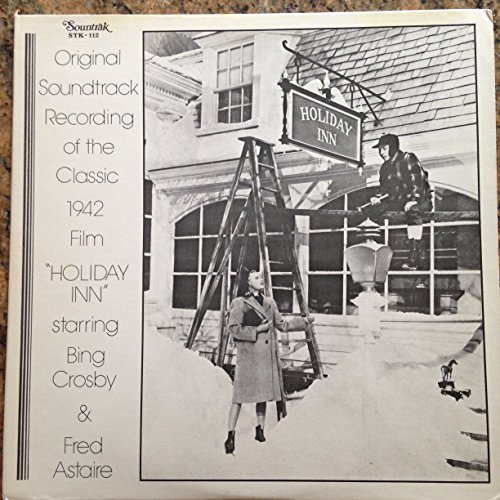 Sountrak
STK-112
Original
Soundtrack
Recording
of the
Classic
1942
Film
"HOLIDAY
INN"
starring
Bing
Crosby
&
Fred
Astaire
HOLIDAY
INN